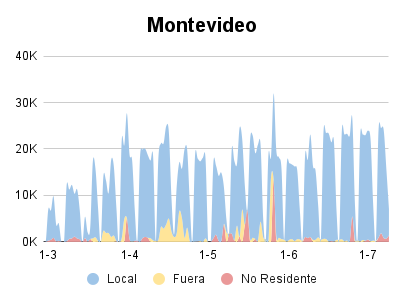 Montevideo
40K
30K
20K
10K
0K
1-3 1-4 1-5 1-6 1-7
Local Fuera No Residente